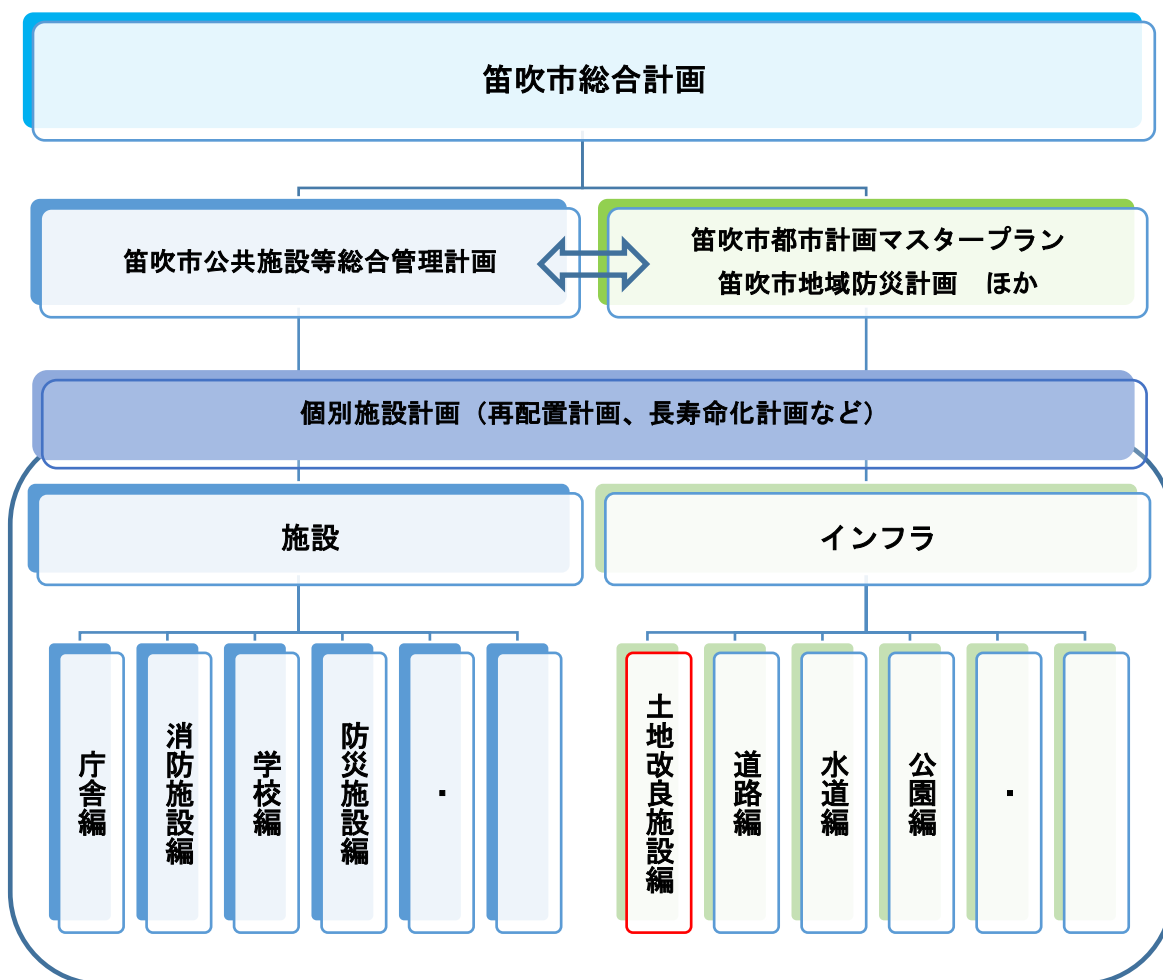 笛吹市総合計画
笛吹市公共施設等総合管理計画
笛吹市都市計画マスタープラン
笛吹市地域防災計画　ほか
個別施設計画（再配置計画、長寿命化計画など）
施設
インフラ
庁舎編
消防施設編
学校編
防災施設編
・
土地改良施設編
道路編
水道編
公園編
・